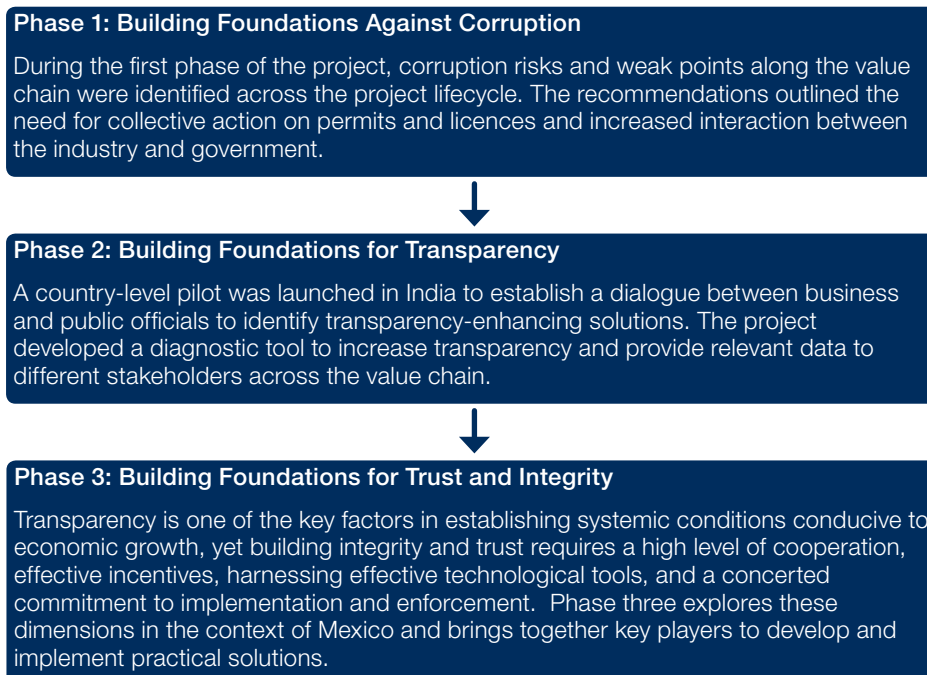 Phase 1: Building Foundations Against Corruption
During the first phase of the project, corruption risks and weak points along the value
chain were identified across the project lifecycle. The recommendations outlined the
need for collective action on permits and licences and increased interaction between
the industry and government.
Phase 2: Building Foundations for Transparency
A country-level pilot was launched in India to establish a dialogue between business
and public officials to identify transparency-enhancing solutions. The project
developed a diagnostic tool to increase transparency and provide relevant data to
different stakeholders across the value chain.
Phase 3: Building Foundations for Trust and Integrity
Transparency is one of the key factors in establishing systemic conditions conducive to
economic growth, yet building integrity and trust requires a high level of cooperation,
effective incentives, harnessing effective technological tools, and a concerted
commitment to implementation and enforcement.  Phase three explores these
dimensions in the context of Mexico and brings together key players to develop and
implement practical solutions.